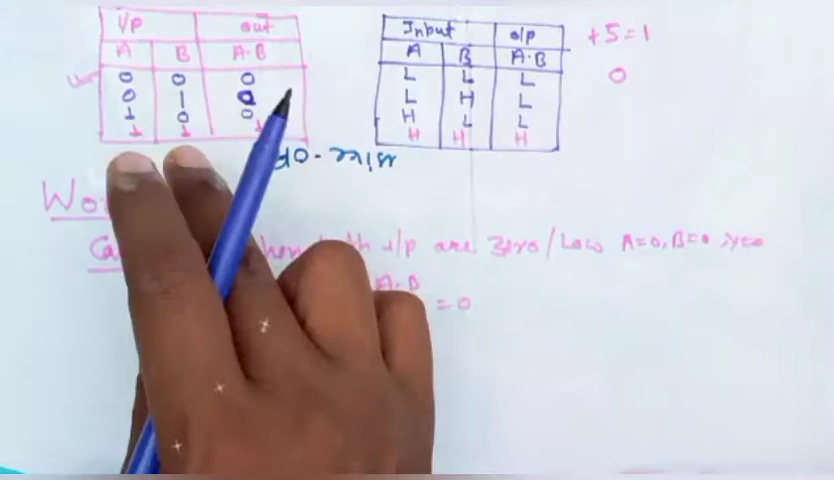 i/p out
A B A·B
0 0 0
0 1 0
1 0 0
1 1 1
Input o/p
A B A·B
L L L
L H L
H L L
H H H
+5=1
0
both i/p are zero/Low A=0, B=0, y=0
A·B
=0